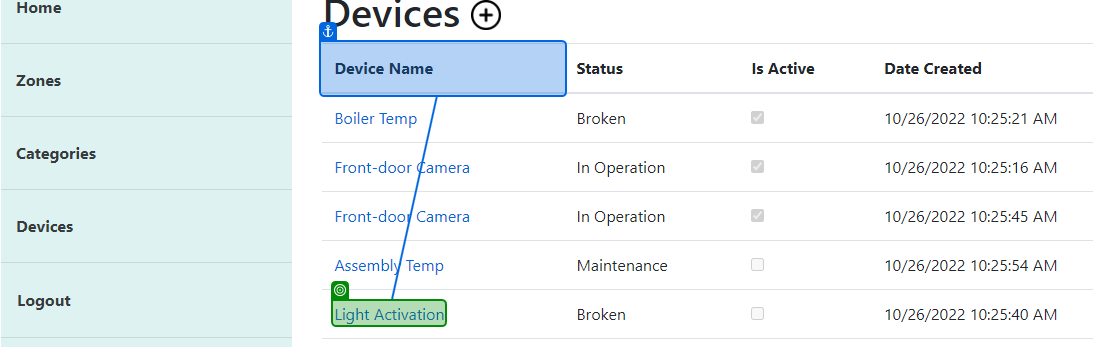 Home
Zones
Categories
Devices
Logout
Devices
Device Name Status Is Active Date Created
Boiler Temp Broken 10/26/2022 10:25:21 AM
Front-door Camera In Operation 10/26/2022 10:25:16 AM
Front-door Camera In Operation 10/26/2022 10:25:45 AM
Assembly Temp Maintenance 10/26/2022 10:25:54 AM
Light Activation Broken 10/26/2022 10:25:40 AM